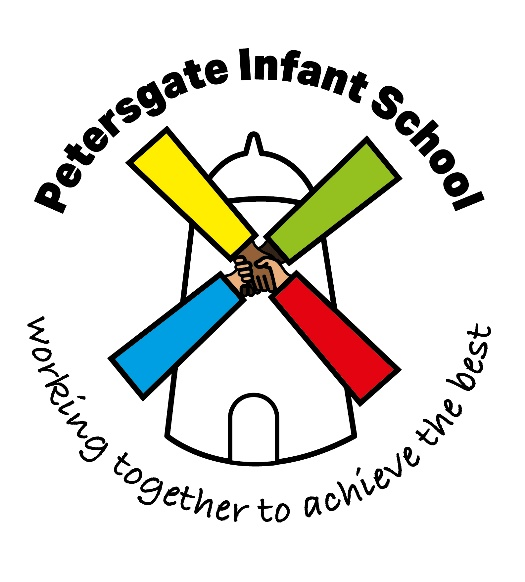 Petersgate Infant School
working together to achieve the best